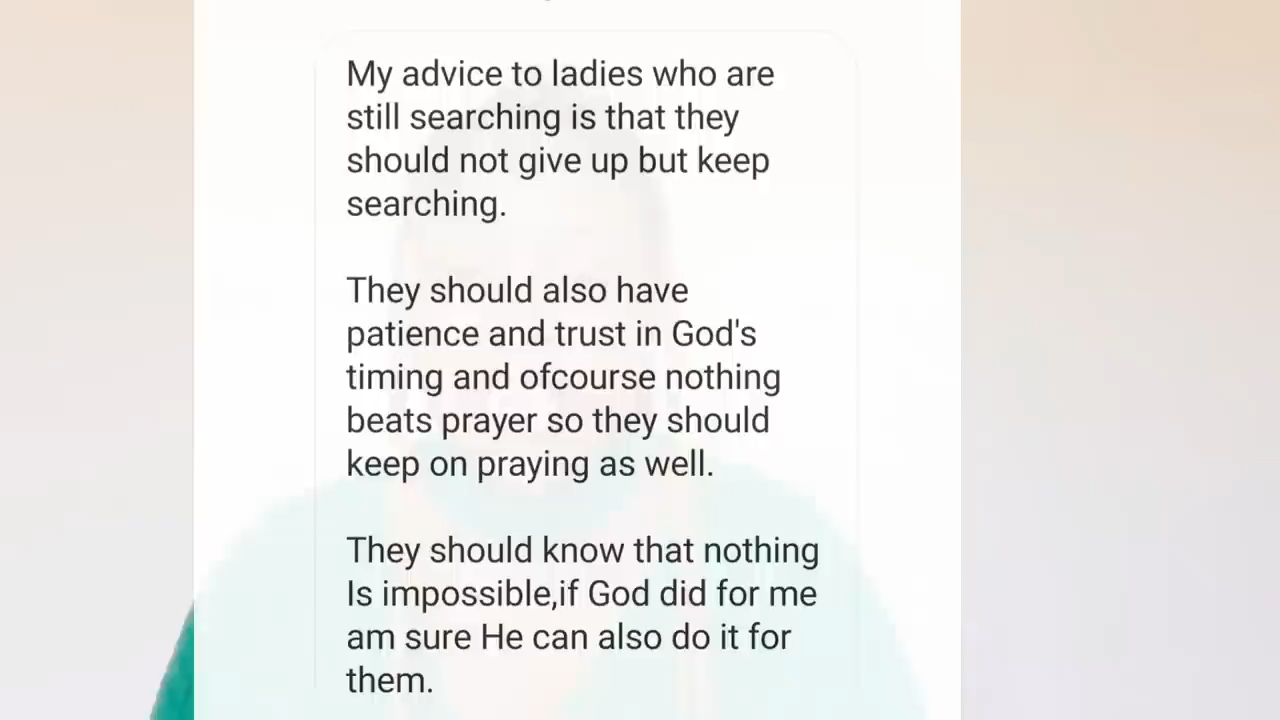 My advice to ladies who are
still searching is that they
should not give up but keep
searching.
They should also have
patience and trust in God's
timing and ofcourse nothing
beats prayer so they should
keep on praying as well.
They should know that nothing
Is impossible,if God did for me
am sure He can also do it for
them.